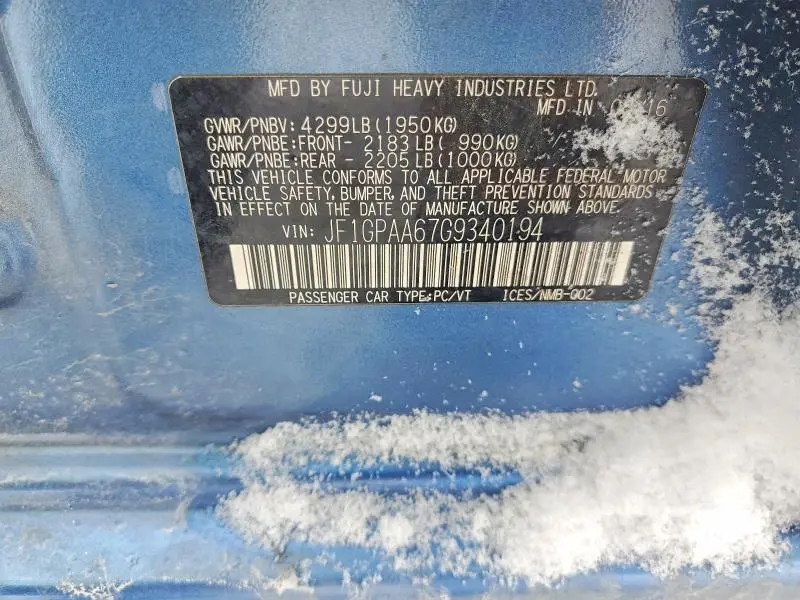 MFD BY FUJI HEAVY INDUSTRIES LTD.
MFD IN
GVWR/PNBV: 4299LB(1950KG)
GAWR/PNBE:FRONT- 2183LB( 990KG)
GAWR/PNBE:REAR - 2205LB(1000KG)
THIS VEHICLE CONFORMS TO ALL APPLICABLE FEDERAL MOTOR
VEHICLE SAFETY, BUMPER, AND THEFT PREVENTION STANDARDS
IN EFFECT ON THE DATE OF MANUFACTURE SHOWN ABOVE.
VIN: JF1GPAA67G9340194
PASSENGER CAR TYPE:PC/VT ICES/NMB-002